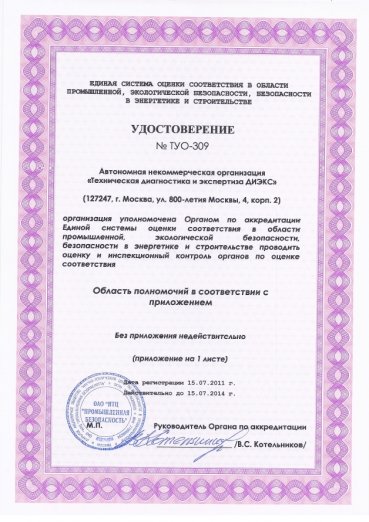 ЕДИНАЯ СИСТЕМА ОЦЕНКИ СООТВЕТСТВИЯ В ОБЛАСТИ
ПРОМЫШЛЕННОЙ, ЭКОЛОГИЧЕСКОЙ БЕЗОПАСНОСТИ, БЕЗОПАСНОСТИ
В ЭНЕРГЕТИКЕ И СТРОИТЕЛЬСТВЕ
УДОСТОВЕРЕНИЕ
№ ТУО-309
Автономная некоммерческая организация
«Техническая диагностика и экспертиза ДИЭКС»
(127247, г. Москва, ул. 800-летия Москвы, 4, корп. 2)
организация уполномочена Органом по аккредитации
Единой системы оценки соответствия в области
промышленной, экологической безопасности,
безопасности в энергетике и строительстве проводить
оценку и инспекционный контроль органов по оценке
соответствия
Область полномочий в соответствии с
приложением
Без приложения недействительно
(приложение на 1 листе)
Дата регистрации 15.07.2011 г.
Действительно до 15.07.2014 г.
ОАО "НТЦ
"ПРОМЫШЛЕННАЯ
БЕЗОПАСНОСТЬ"
М.П.
Руководитель Органа по аккредитации
/В.С. Котельников/